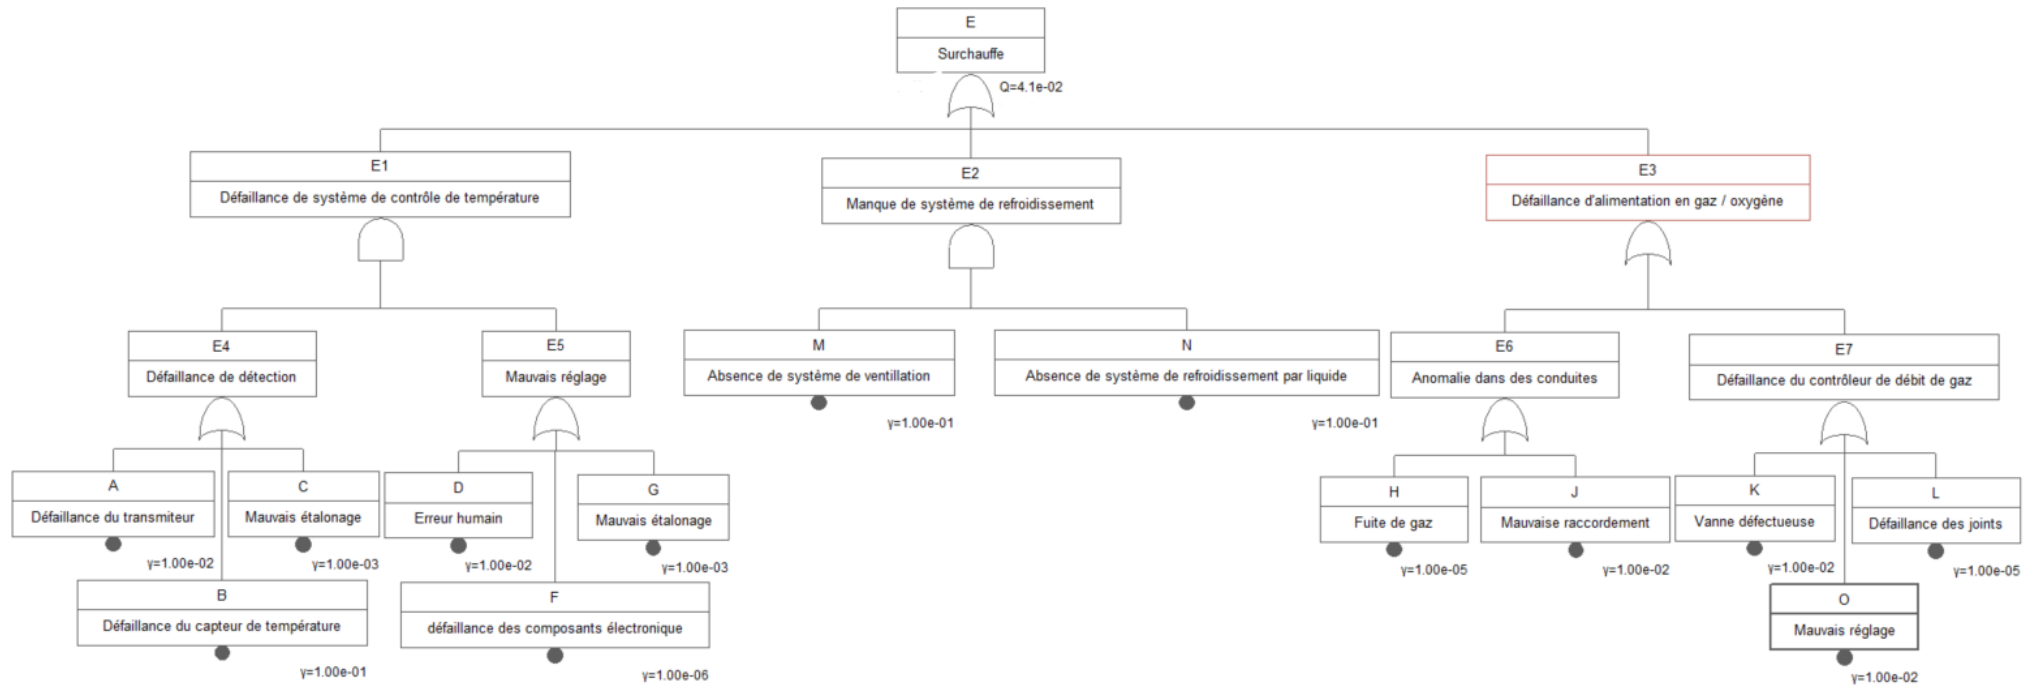 E
Surchauffe
Q=4.1e-02
E1
Défaillance de système de contrôle de température
E2
Manque de système de refroidissement
E3
Défaillance d'alimentation en gaz / oxygène
E4
Défaillance de détection
E5
Mauvais réglage
M
Absence de système de ventillation
γ=1.00e-01
N
Absence de système de refroidissement par liquide
γ=1.00e-01
E6
Anomalie dans des conduites
E7
Défaillance du contrôleur de débit de gaz
A
Défaillance du transmiteur
γ=1.00e-02
C
Mauvais étalonage
γ=1.00e-03
D
Erreur humain
γ=1.00e-02
G
Mauvais étalonage
γ=1.00e-03
H
Fuite de gaz
γ=1.00e-05
J
Mauvaise raccordement
γ=1.00e-02
K
Vanne défectueuse
γ=1.00e-02
L
Défaillance des joints
γ=1.00e-05
B
Défaillance du capteur de température
γ=1.00e-01
F
défaillance des composants électronique
γ=1.00e-06
O
Mauvais réglage
γ=1.00e-02